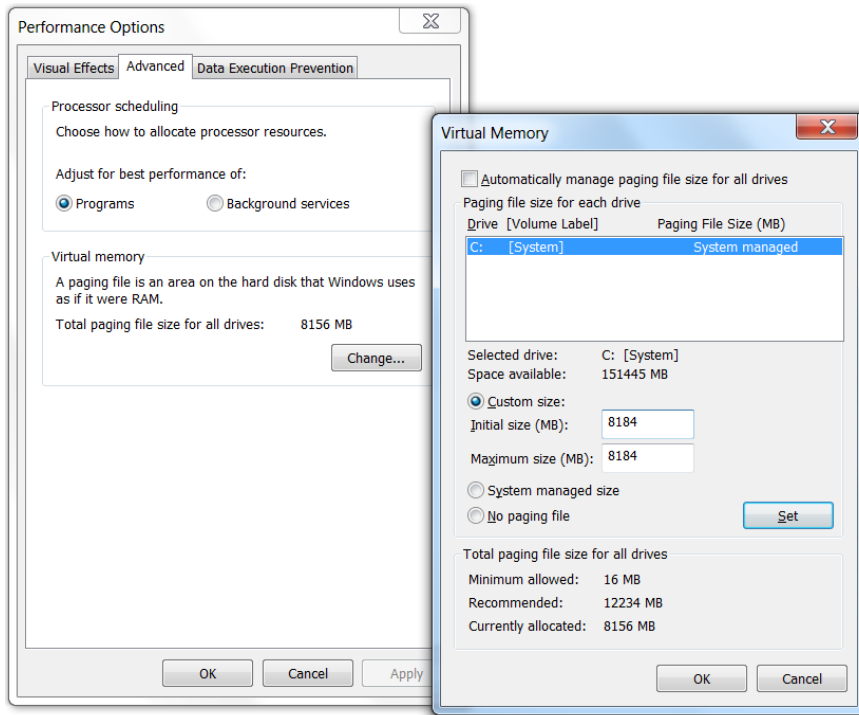 Performance Options
Visual Effects Advanced Data Execution Prevention
Processor scheduling
Choose how to allocate processor resources.
Adjust for best performance of:
Programs Background services
Virtual memory
A paging file is an area on the hard disk that Windows uses
as if it were RAM.
Total paging file size for all drives: 8156 MB
Change...
OK Cancel Apply
Virtual Memory
Automatically manage paging file size for all drives
Paging file size for each drive
Drive [Volume Label] Paging File Size (MB)
C: [System] System managed
Selected drive: C: [System]
Space available: 151445 MB
Custom size:
Initial size (MB): 8184
Maximum size (MB): 8184
System managed size
No paging file Set
Total paging file size for all drives
Minimum allowed: 16 MB
Recommended: 12234 MB
Currently allocated: 8156 MB
OK Cancel